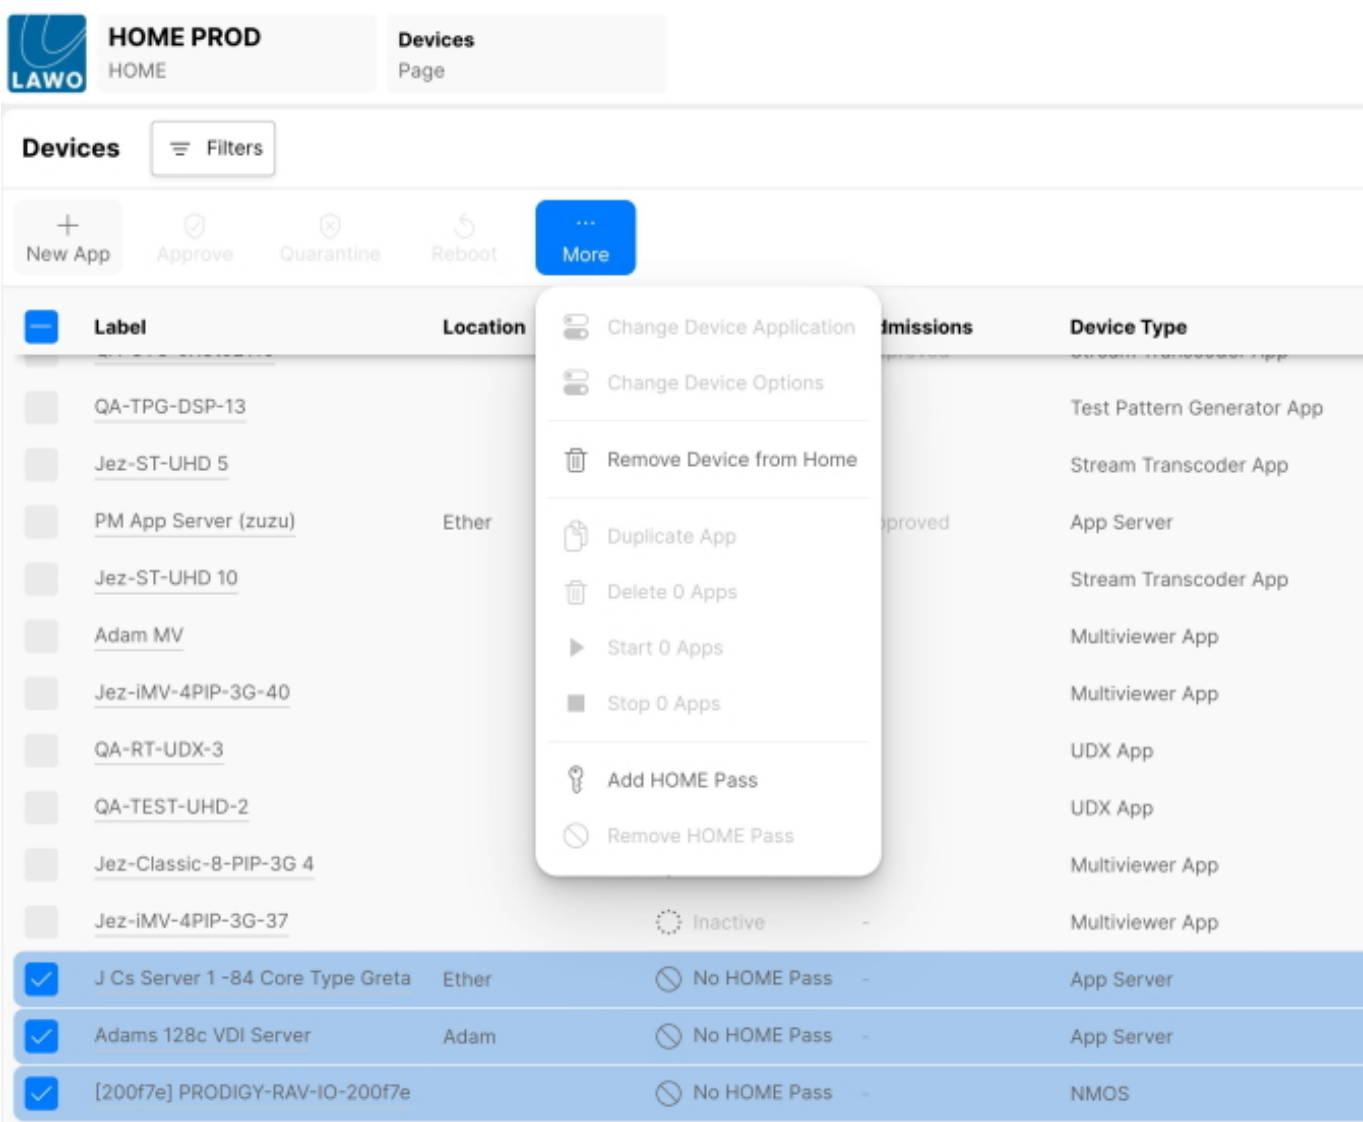 LAWO
HOME PROD
HOME
Devices
Page
Devices
Filters
New App
Approve
Quarantine
Reboot
...
More
Label
Location
dmissions
Device Type
Change Device Application
Change Device Options
Remove Device from Home
Duplicate App
Delete 0 Apps
Start 0 Apps
Stop 0 Apps
Add HOME Pass
Remove HOME Pass
Stream Transcoder App
QA-TPG-DSP-13
Test Pattern Generator App
Jez-ST-UHD 5
Stream Transcoder App
PM App Server (zuzu)
Ether
proved
App Server
Jez-ST-UHD 10
Stream Transcoder App
Adam MV
Multiviewer App
Jez-iMV-4PIP-3G-40
Multiviewer App
QA-RT-UDX-3
UDX App
QA-TEST-UHD-2
UDX App
Jez-Classic-8-PIP-3G 4
Multiviewer App
Jez-iMV-4PIP-3G-37
Inactive
-
Multiviewer App
J Cs Server 1 -84 Core Type Greta
Ether
No HOME Pass
-
App Server
Adams 128c VDI Server
Adam
No HOME Pass
-
App Server
[200f7e] PRODIGY-RAV-IO-200f7e
No HOME Pass
-
NMOS